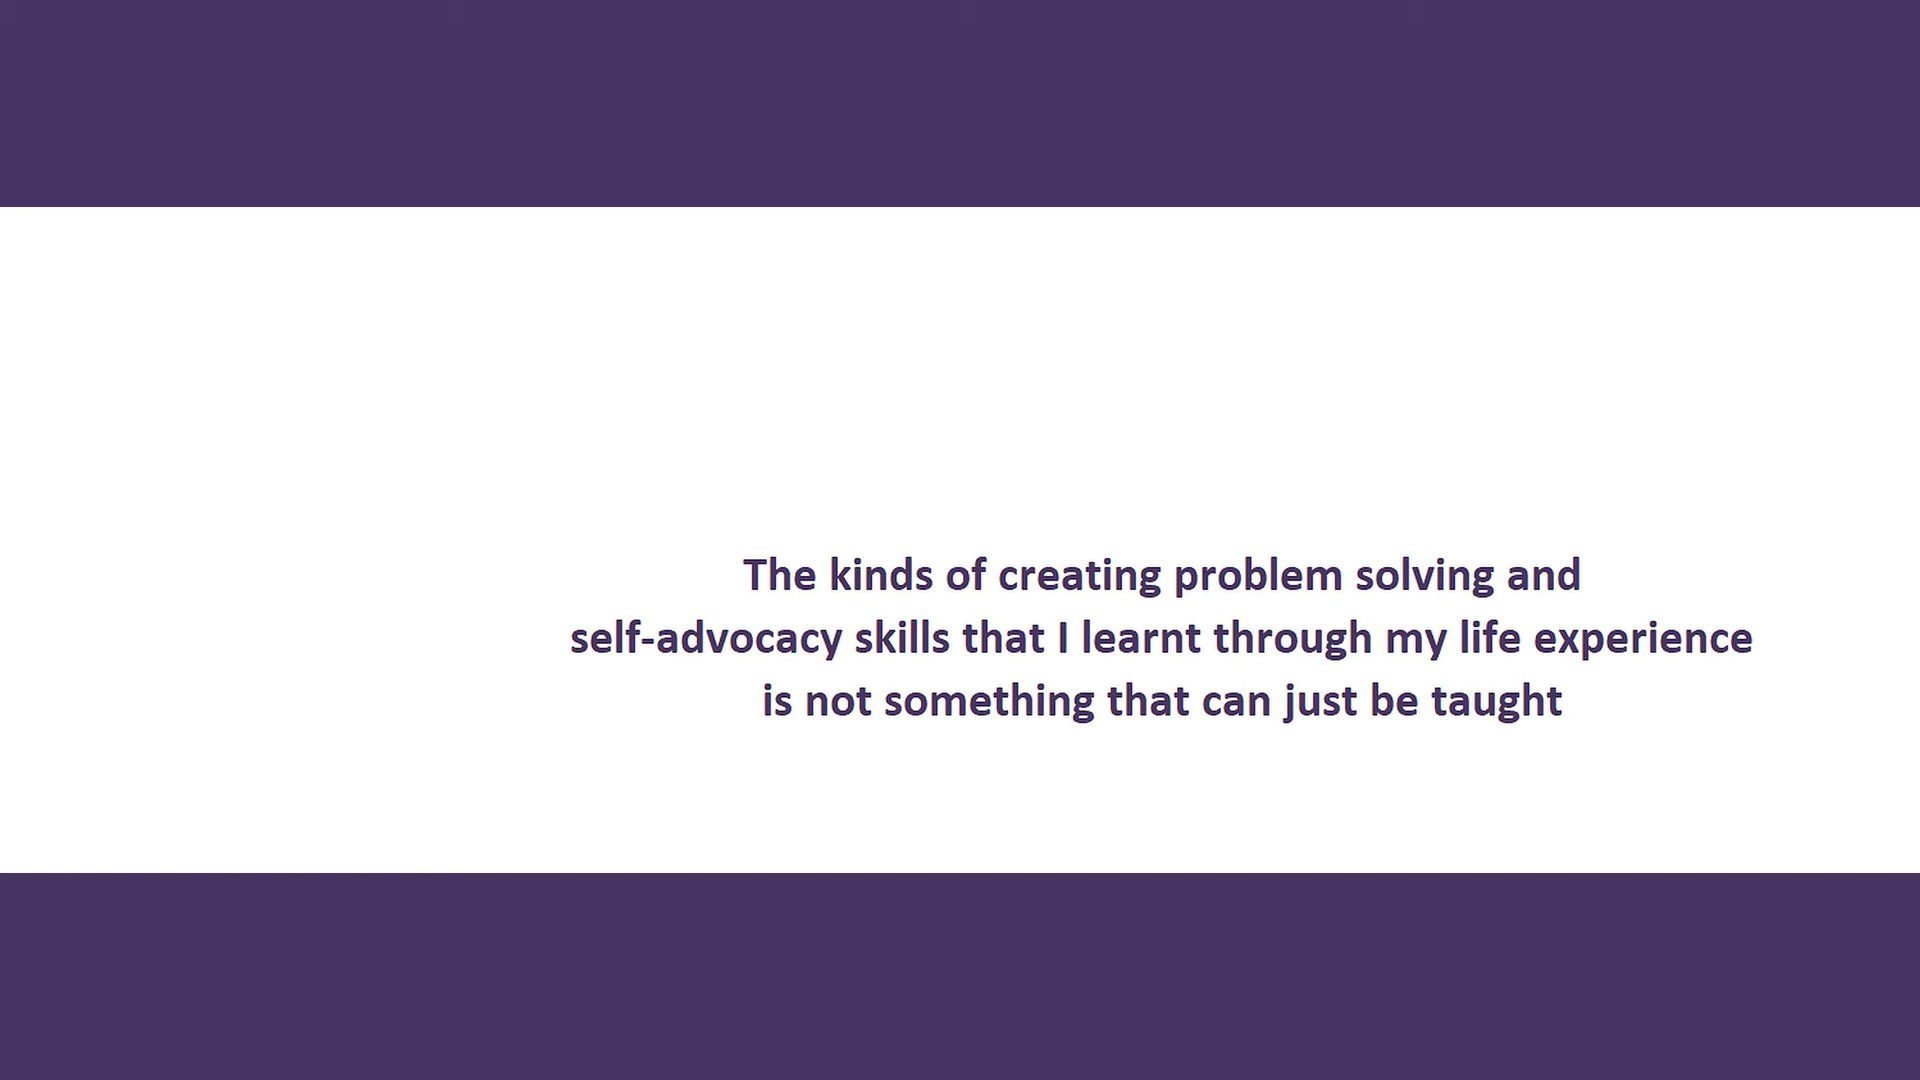 The kinds of creating problem solving and
self-advocacy skills that I learnt through my life experience
is not something that can just be taught